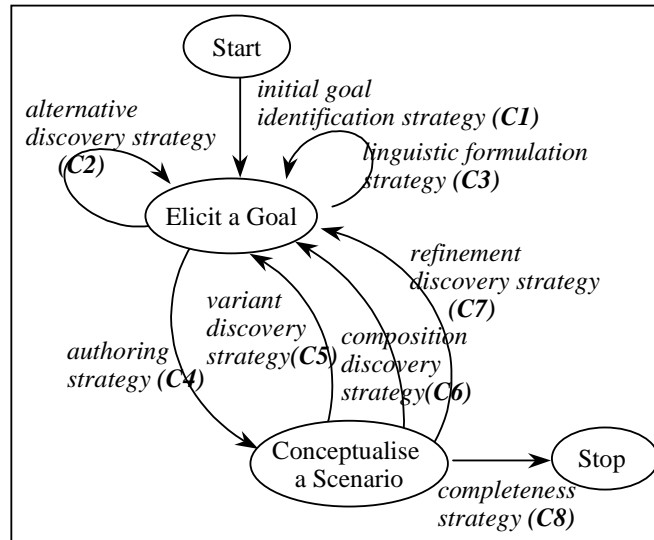 Start
initial goal
identification strategy (C1)
alternative
discovery strategy
(C2)
linguistic formulation
strategy (C3)
Elicit a Goal
refinement
discovery strategy
(C7)
variant
discovery
strategy(C5)
composition
discovery
strategy(C6)
authoring
strategy (C4)
Conceptualise
a Scenario
Stop
completeness
strategy (C8)